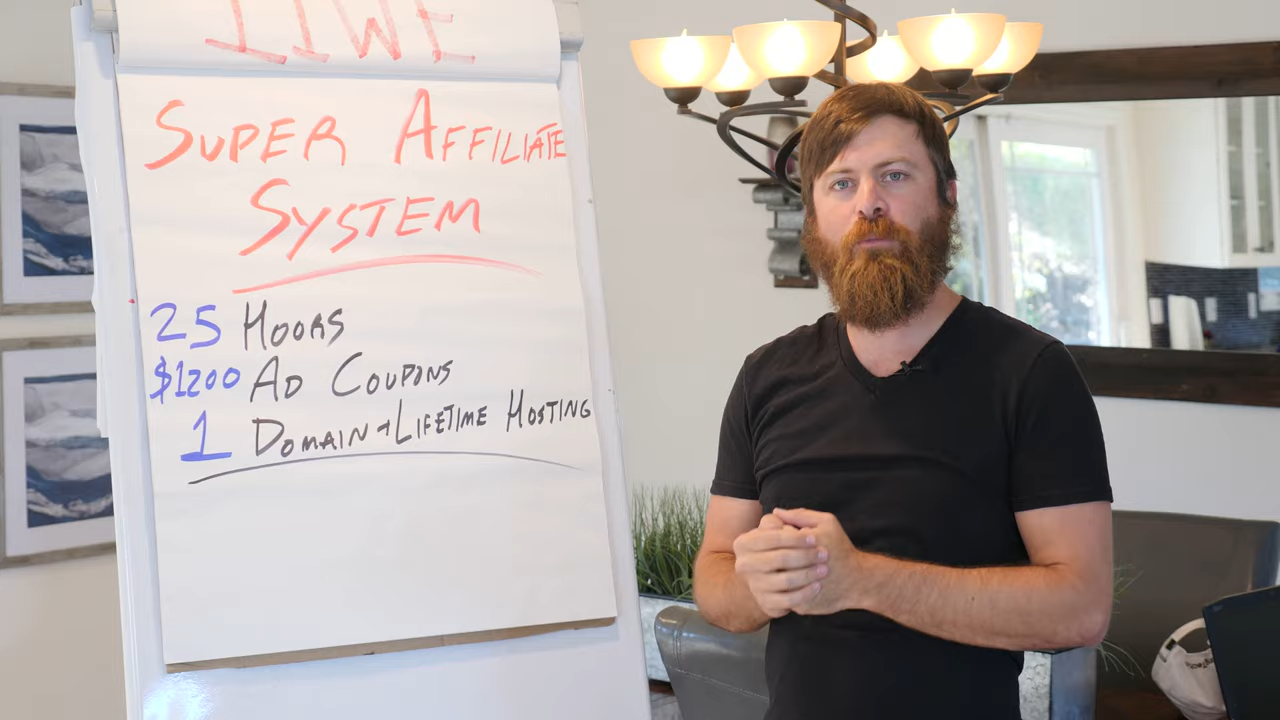 SUPER AFFILIATE
SYSTEM
25 HOURS
$1200 AD COUPONS
1 DOMAIN + LIFETIME HOSTING